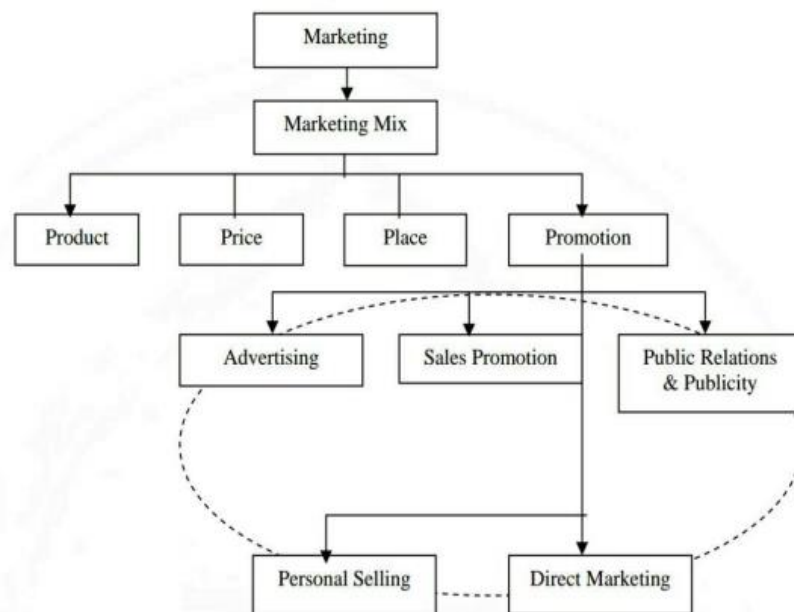 Marketing
Marketing Mix
Product
Price
Place
Promotion
Advertising
Sales Promotion
Public Relations
& Publicity
Personal Selling
Direct Marketing